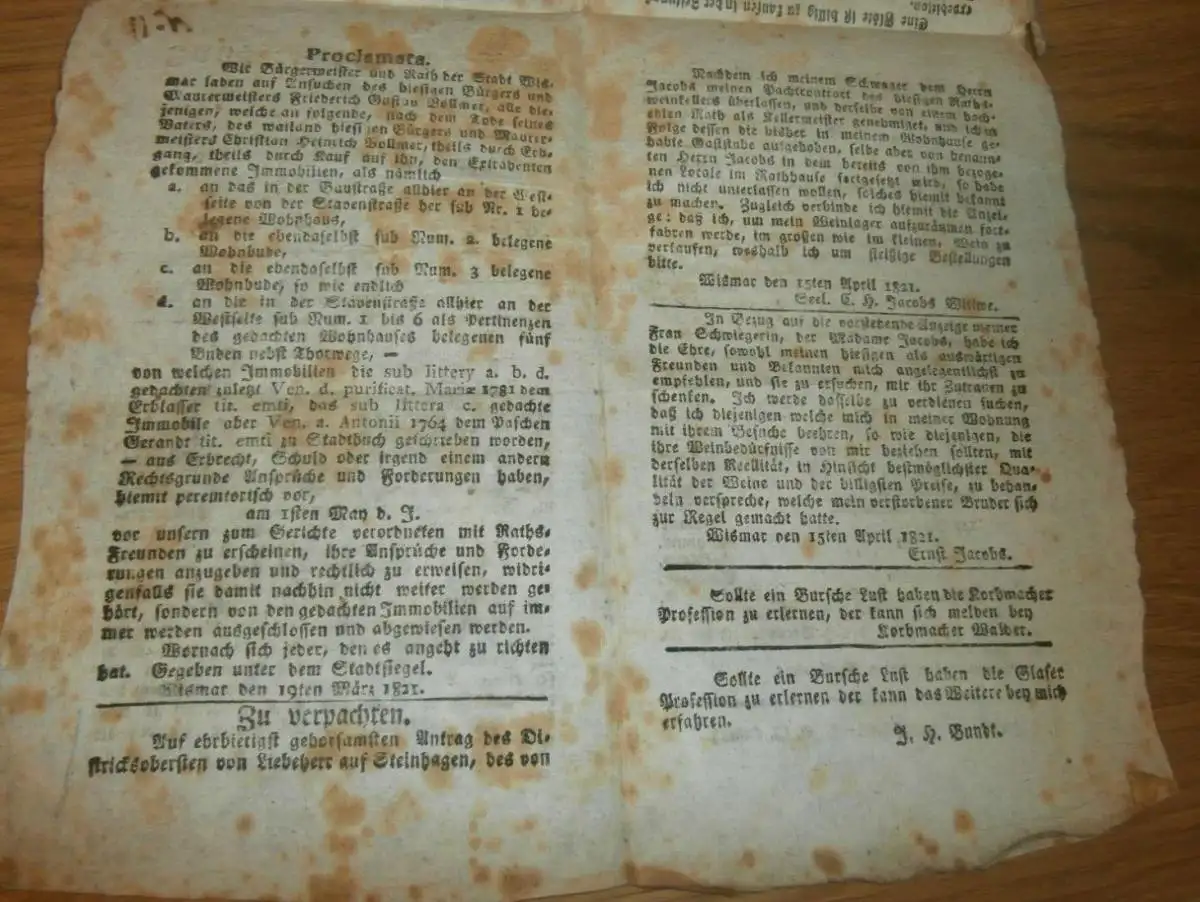 Eine Flöte ist billig zu kaufen in der Zeitungs-
expedition.
Proclamata.
Wir Bürgermeister und Rath der Stadt Wis-
mar laden auf Ansuchen des hiesigen Bürgers und
Maurermeisters Friederich Gustav Vollmer, alle die-
jenigen, welche an folgende, nach dem Tode seines
Vaters, des weiland hiesigen Bürgers und Maurer-
meisters Christian Heinrich Vollmer, theils durch Erb-
gang, theils durch Kauf auf ihn, den Extrahenten
gekommene Immobilien, als nämlich
a. an das in der Baustraße allhier an der West-
seite von der Stavenstraße her sub Nr. 1 be-
legene Wohnhaus,
b. an die ebendaselbst sub Num. 2. belegene
Wohnbude,
c. an die ebendaselbst sub Num. 3 belegene
Wohnbude, so wie endlich
d. an die in der Stavenstraße allhier an der
Westseite sub Num. 1 bis 6 als Pertinenzen
des gedachten Wohnhauses belegenen fünf
Buden nebst Thorwege, —
von welchen Immobilien die sub littery a. b. d.
gedachten zuletzt Ven. d. purificat. Mariæ 1781 dem
Erblasser tit. emti, das sub littera c. gedachte
Immobile aber Ven. a. Antonii 1764 dem Paschen
Gerandt tit. emti zu Stadtbuch geschrieben worden,
— aus Erbrecht, Schuld oder irgend einem andern
Rechtsgrunde Ansprüche und Forderungen haben,
hiemit peremtorisch vor,
am 1sten May d. J.
vor unsern zum Gerichte verordneten mit Raths-
Freunden zu erscheinen, ihre Ansprüche und Forde-
rungen anzugeben und rechtlich zu erweisen, widri-
genfalls sie damit nachhin nicht weiter werden ge-
hört, sondern von den gedachten Immobilien auf im-
mer werden ausgeschlossen und abgewiesen werden.
Wornach sich jeder, den es angeht zu richten
hat. Gegeben unter dem Stadtsiegel.
Wismar den 19ten März 1821.
Zu verpachten.
Auf ehrbietigst gehorsamsten Antrag des Di-
stricksobersten von Liebeherr auf Steinhagen, des von
Nachdem ich meinem Schwager dem Herrn
Jacobs meinen Pachtcontract des hiesigen Raths-
weinkellers überlassen, und derselbe von einem hoch-
edlen Rath als Kellermeister genehmiget, und ich in
Folge dessen die bisher in meinem Wohnhause ge-
habte Gaststube aufgehoben, selbe aber von benann-
ten Herrn Jacobs in dem bereits von ihm bezoge-
nen Locale im Rathhause fortgesetzt wird, so habe
ich nicht unterlassen wollen, solches hiemit bekannt
zu machen. Zugleich verbinde ich hiemit die Anzei-
ge: daß ich, um mein Weinlager aufzuräumen fort-
fahren werde, im großen wie im kleinen, Wein zu
verkaufen, weshalb ich um fleißige Bestellungen
bitte.
Wismar den 15ten April 1821.
Seel. C. H. Jacobs Wittwe.
In Bezug auf die vorstehende Anzeige meiner
Frau Schwiegerin, der Madame Jacobs, habe ich
die Ehre, sowohl meinen hiesigen als auswärtigen
Freunden und Bekannten mich angelegentlichst zu
empfehlen, und sie zu ersuchen, mir ihr Zutrauen zu
schenken. Ich werde dasselbe zu verdienen suchen,
daß ich diejenigen welche mich in meiner Wohnung
mit ihrem Besuche beehren, so wie diejenigen, die
ihre Weinbedürfnisse von mir beziehen sollten, mit
derselben Reellität, in Hinsicht bestmöglichster Qua-
lität der Weine und der billigsten Preise, zu behan-
deln verspreche, welche mein verstorbener Bruder sich
zur Regel gemacht hatte.
Wismar den 15ten April 1821.
Ernst Jacobs.
Sollte ein Bursche Lust haben die Korbmacher
Profession zu erlernen, der kann sich melden bey
Korbmacher Walder.
Sollte ein Bursche Lust haben die Glaser
Profession zu erlernen der kann das Weitere bey mich
erfahren.
J. H. Bundt.